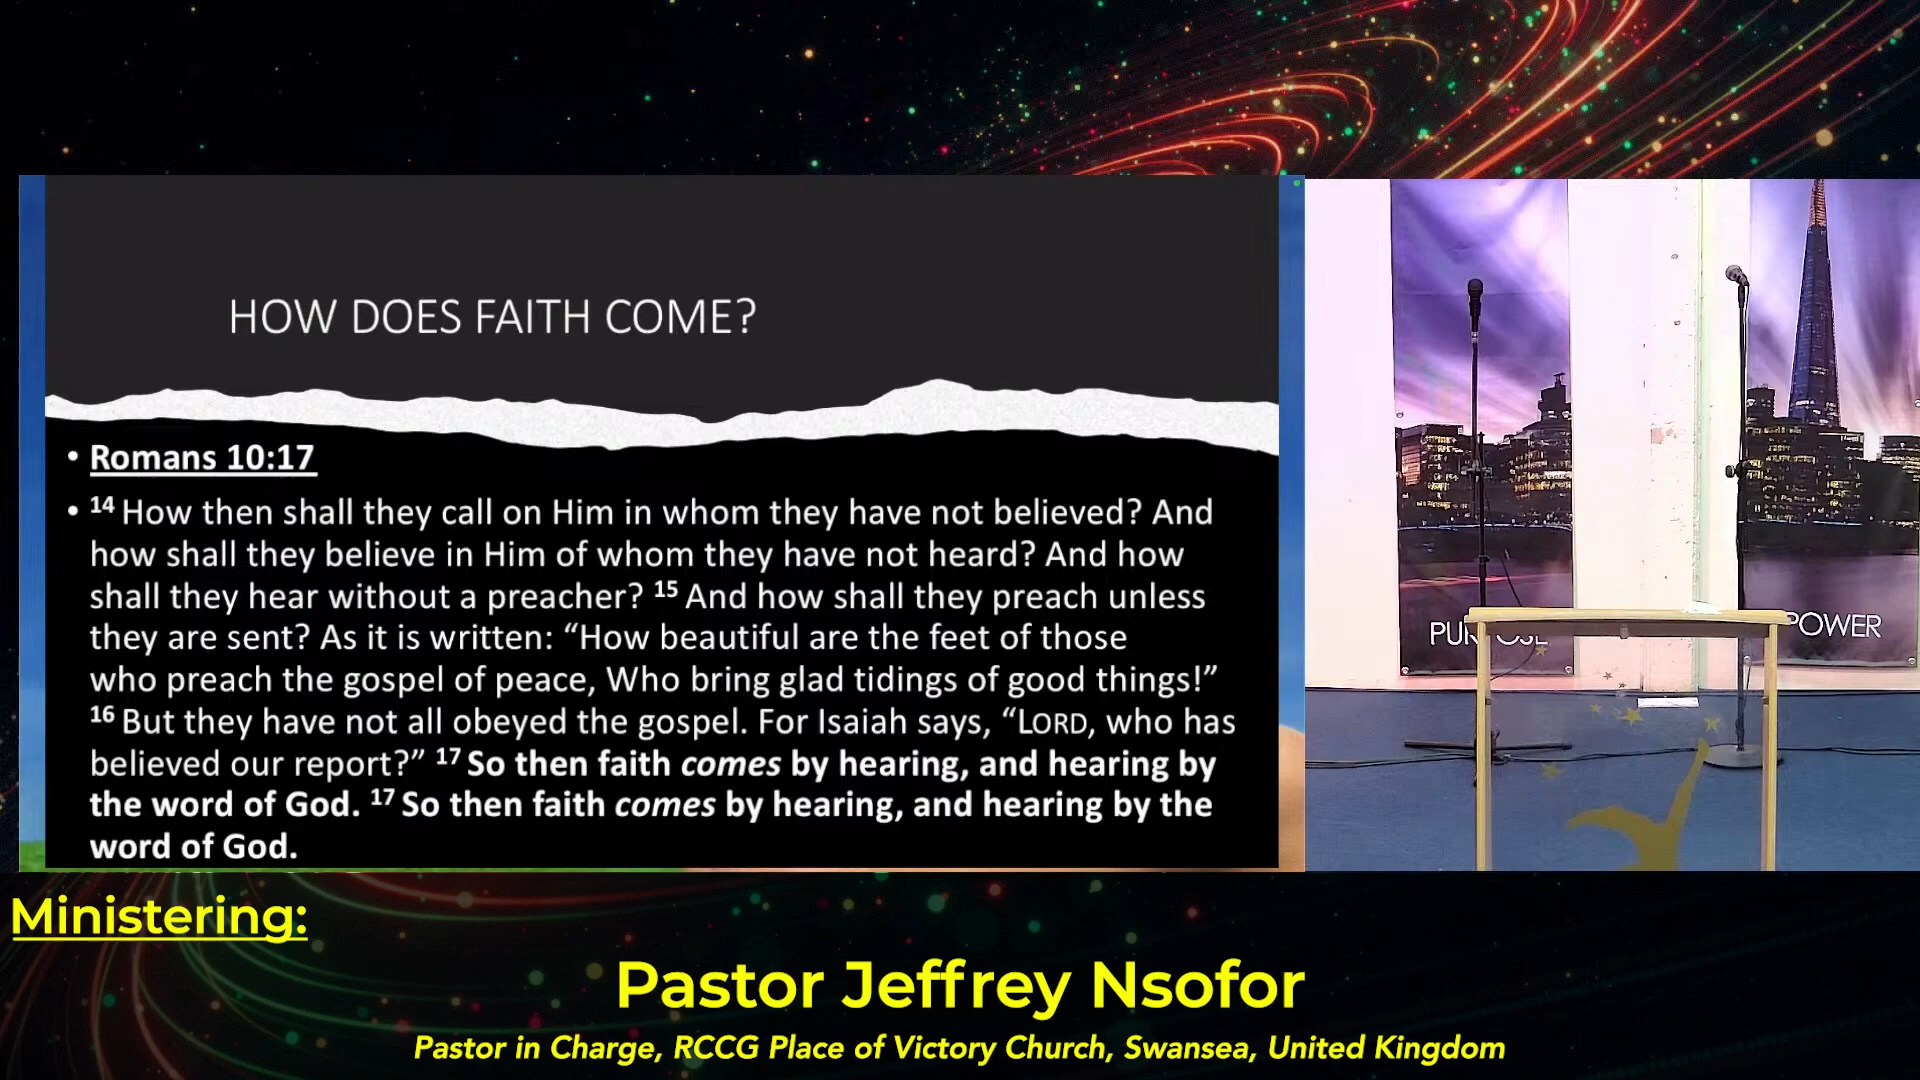 HOW DOES FAITH COME?
• Romans 10:17
• 14 How then shall they call on Him in whom they have not believed? And
how shall they believe in Him of whom they have not heard? And how
shall they hear without a preacher? 15 And how shall they preach unless
they are sent? As it is written: “How beautiful are the feet of those
who preach the gospel of peace, Who bring glad tidings of good things!”
16 But they have not all obeyed the gospel. For Isaiah says, “LORD, who has
believed our report?” 17 So then faith comes by hearing, and hearing by
the word of God. 17 So then faith comes by hearing, and hearing by the
word of God.
PURPOSE
POWER
Ministering:
Pastor Jeffrey Nsofor
Pastor in Charge, RCCG Place of Victory Church, Swansea, United Kingdom